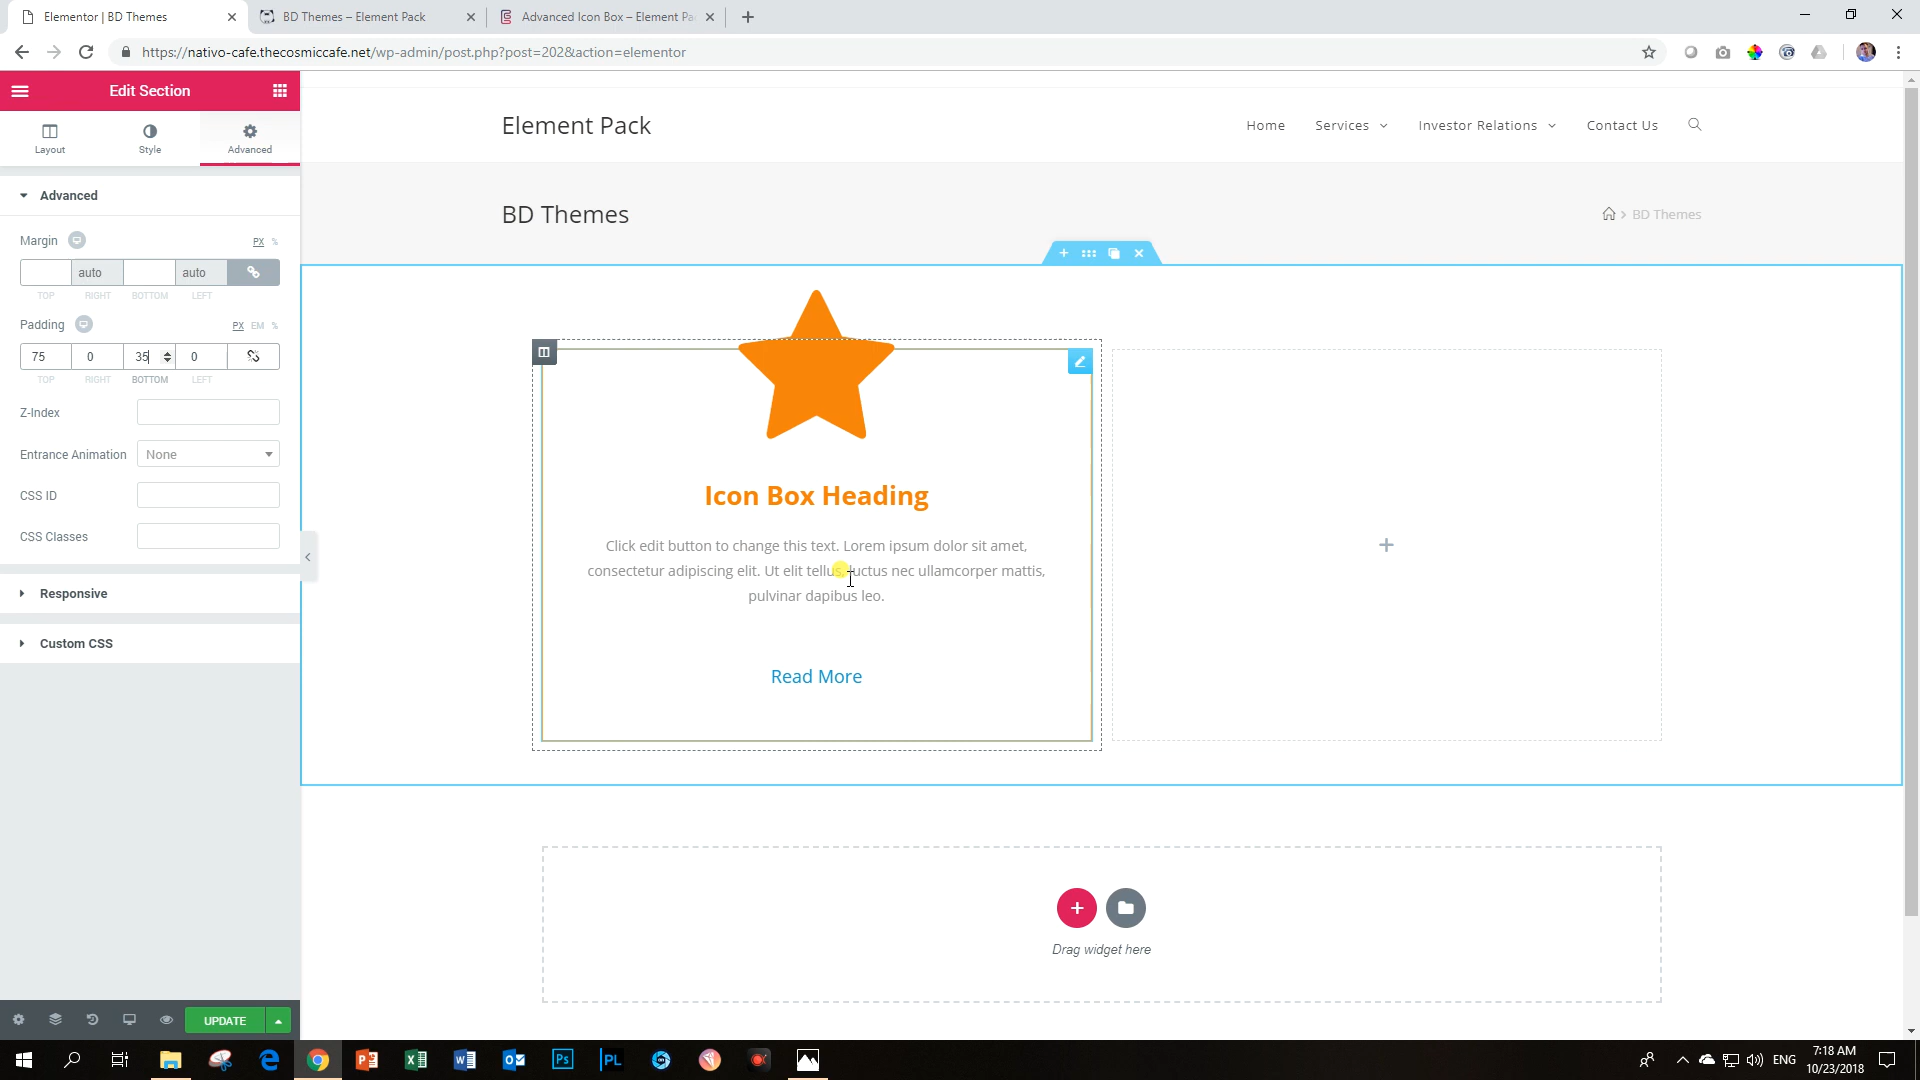 Elementor | BD Themes
BD Themes – Element Pack
Advanced Icon Box – Element Pa
https://nativo-cafe.thecosmiccafe.net/wp-admin/post.php?post=202&action=elementor
Edit Section
Layout
Style
Advanced
Advanced
Margin
PX %
auto auto
TOP RIGHT BOTTOM LEFT
Padding
PX EM %
75 0 35 0
TOP RIGHT BOTTOM LEFT
Z-Index
Entrance Animation None
CSS ID
CSS Classes
Responsive
Custom CSS
UPDATE
Element Pack
Home Services Investor Relations Contact Us
BD Themes
> BD Themes
Icon Box Heading
Click edit button to change this text. Lorem ipsum dolor sit amet,
consectetur adipiscing elit. Ut elit tellus, luctus nec ullamcorper mattis,
pulvinar dapibus leo.
Read More
Drag widget here
Ps
PL
ENG
7:18 AM
10/23/2018